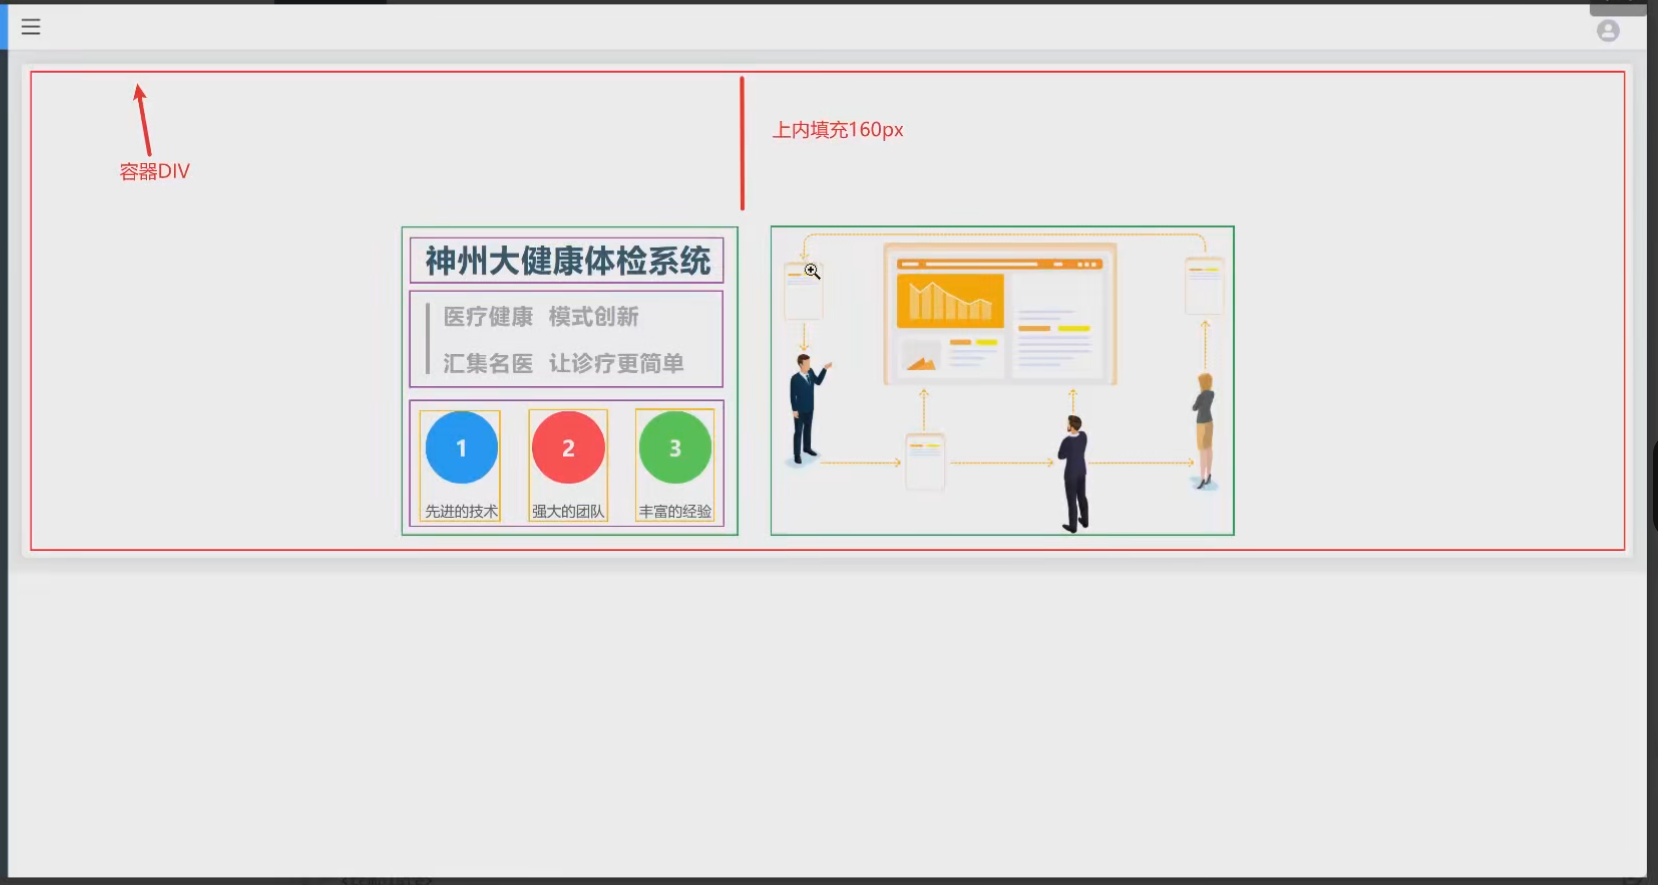 上内填充160px
容器DIV
神州大健康体检系统
医疗健康 模式创新
汇集名医 让诊疗更简单
1 2 3
先进的技术 强大的团队 丰富的经验